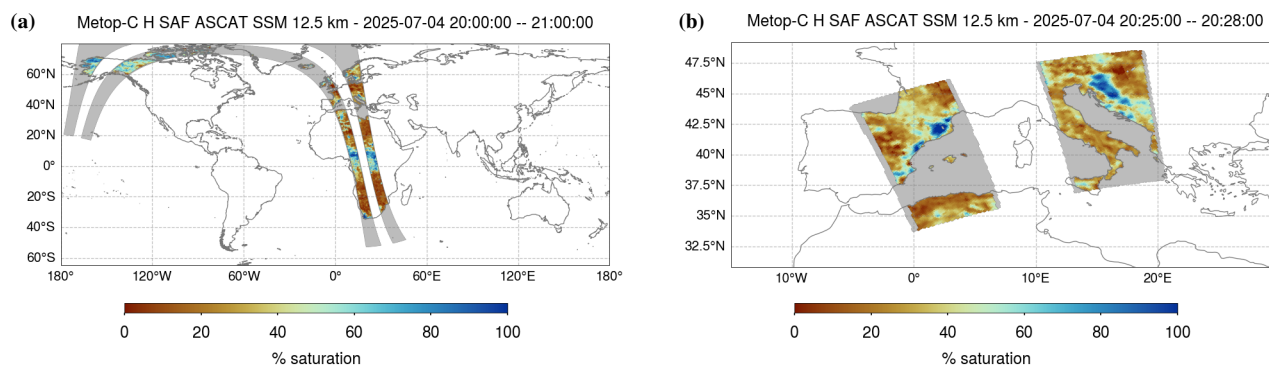 (a)
Metop-C H SAF ASCAT SSM 12.5 km - 2025-07-04 20:00:00 -- 21:00:00
60°N
40°N
20°N
0°
20°S
40°S
60°S
180° 120°W 60°W 0° 60°E 120°E 180°
0 20 40 60 80 100
% saturation
(b)
Metop-C H SAF ASCAT SSM 12.5 km - 2025-07-04 20:25:00 -- 20:28:00
47.5°N
45°N
42.5°N
40°N
37.5°N
35°N
32.5°N
10°W 0° 10°E 20°E
0 20 40 60 80 100
% saturation